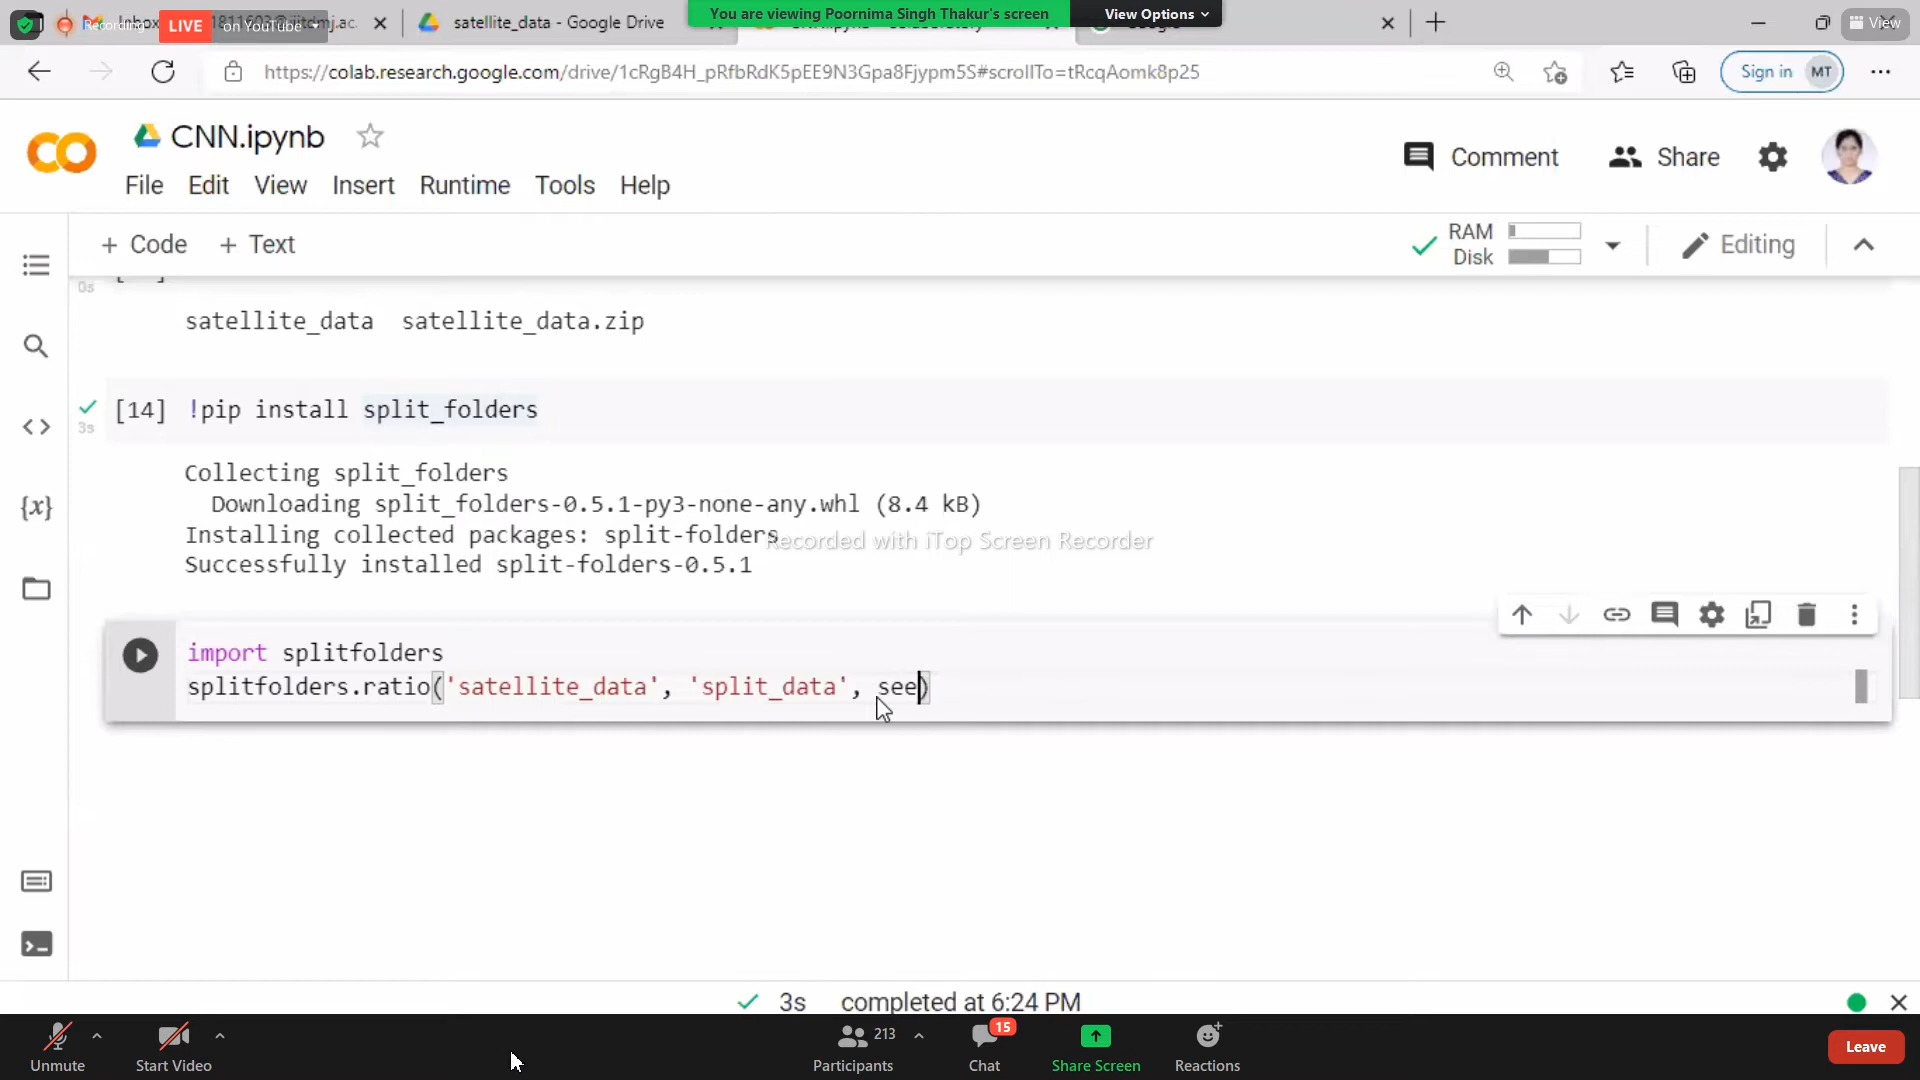 Recording
LIVE on YouTube
satellite_data - Google Drive
You are viewing Poornima Singh Thakur's screen
View Options
View
https://colab.research.google.com/drive/1cRgB4H_pRfbRdK5pEE9N3Gpa8Fjypm5S#scrollTo=tRcqAomk8p25
Sign in MT
CNN.ipynb
Comment
Share
File Edit View Insert Runtime Tools Help
+ Code + Text
RAM
Disk
Editing
0s
satellite_data satellite_data.zip
[14] !pip install split_folders
3s
Collecting split_folders
Downloading split_folders-0.5.1-py3-none-any.whl (8.4 kB)
Installing collected packages: split-folders
Recorded with iTop Screen Recorder
Successfully installed split-folders-0.5.1
import splitfolders
splitfolders.ratio('satellite_data', 'split_data', see)
3s completed at 6:24 PM
Unmute
Start Video
213
Participants
15
Chat
Share Screen
Reactions
Leave